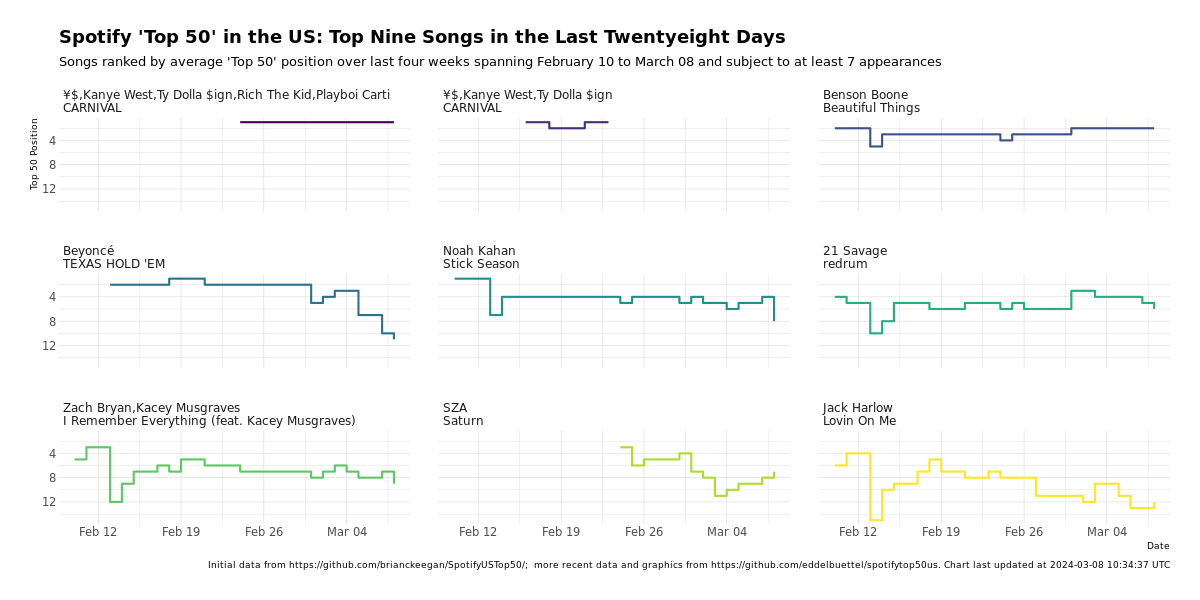 Spotify 'Top 50' in the US: Top Nine Songs in the Last Twentyeight Days
Songs ranked by average 'Top 50' position over last four weeks spanning February 10 to March 08 and subject to at least 7 appearances
¥$,Kanye West,Ty Dolla $ign,Rich The Kid,Playboi Carti
CARNIVAL
¥$,Kanye West,Ty Dolla $ign
CARNIVAL
Benson Boone
Beautiful Things
Top 50 Position
4
8
12
Beyoncé
TEXAS HOLD 'EM
Noah Kahan
Stick Season
21 Savage
redrum
4
8
12
Zach Bryan,Kacey Musgraves
I Remember Everything (feat. Kacey Musgraves)
SZA
Saturn
Jack Harlow
Lovin On Me
4
8
12
Feb 12 Feb 19 Feb 26 Mar 04
Feb 12 Feb 19 Feb 26 Mar 04
Feb 12 Feb 19 Feb 26 Mar 04
Date
Initial data from https://github.com/brianckeegan/SpotifyUSTop50/; more recent data and graphics from https://github.com/eddelbuettel/spotifytop50us. Chart last updated at 2024-03-08 10:34:37 UTC